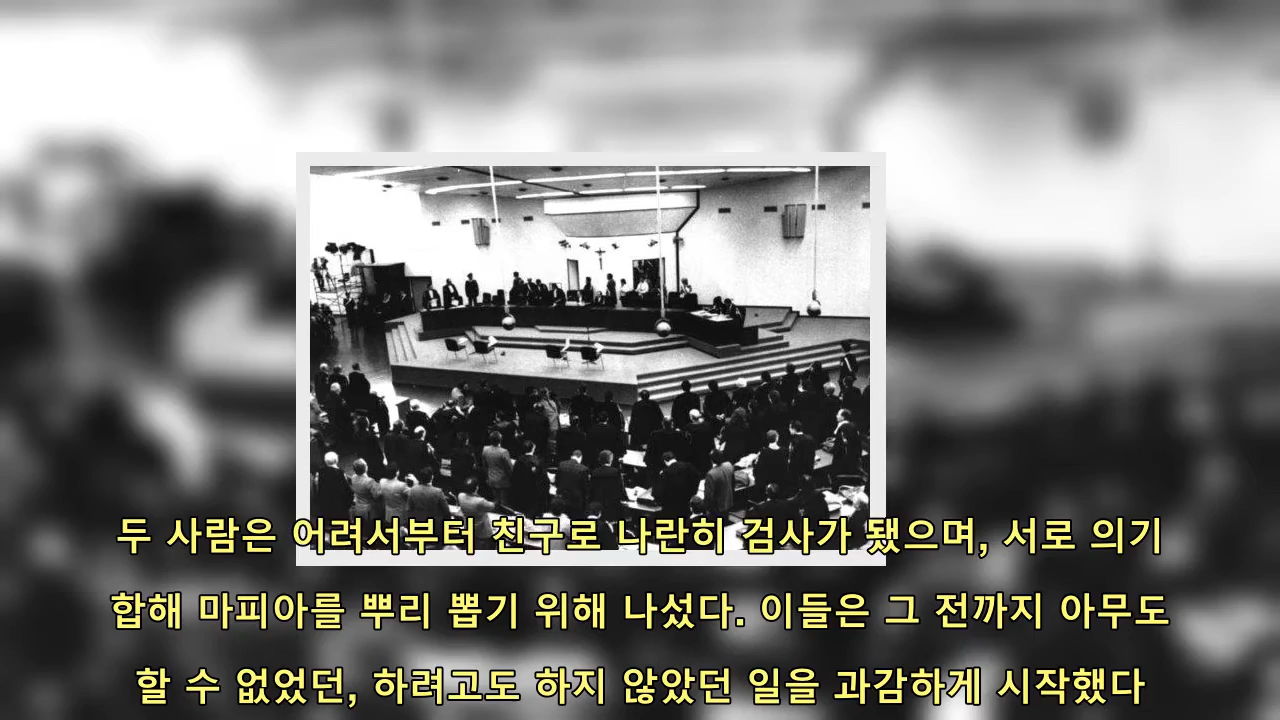 두 사람은 어려서부터 친구로 나란히 검사가 됐으며, 서로 의기
합해 마피아를 뿌리 뽑기 위해 나섰다. 이들은 그 전까지 아무도
할 수 없었던, 하려고도 하지 않았던 일을 과감하게 시작했다